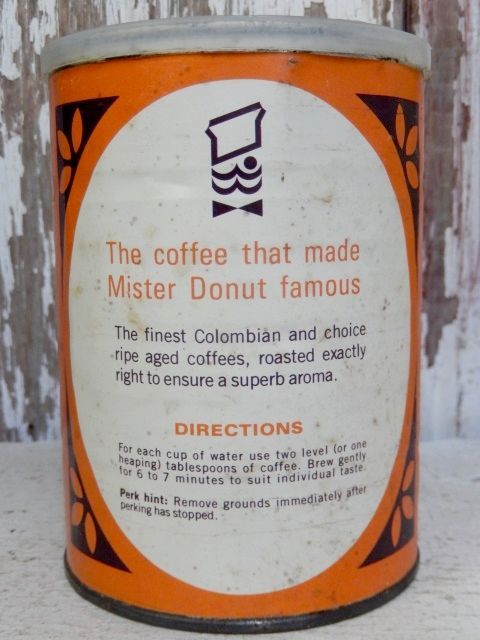 The coffee that made
Mister Donut famous
The finest Colombian and choice
ripe aged coffees, roasted exactly
right to ensure a superb aroma.
DIRECTIONS
For each cup of water use two level (or one
heaping) tablespoons of coffee. Brew gently
for 6 to 7 minutes to suit individual taste.
Perk hint: Remove grounds immediately after
perking has stopped.